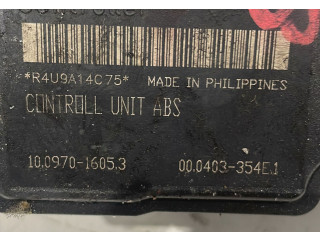 *R4U9A14C75* MADE IN PHILIPPINES
CONTROLL UNIT ABS
10.0970-1605.3 00.0403-354E.1